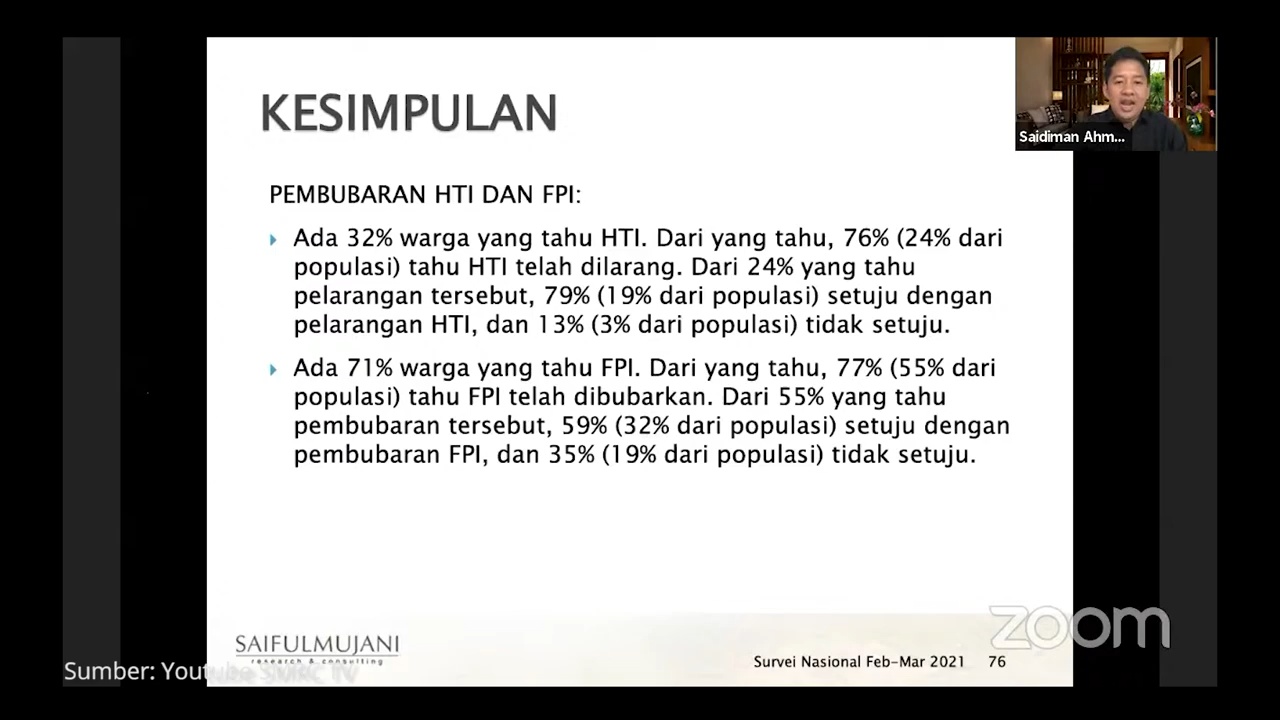 KESIMPULAN
Saidiman Ahm...
PEMBUBARAN HTI DAN FPI:
Ada 32% warga yang tahu HTI. Dari yang tahu, 76% (24% dari
populasi) tahu HTI telah dilarang. Dari 24% yang tahu
pelarangan tersebut, 79% (19% dari populasi) setuju dengan
pelarangan HTI, dan 13% (3% dari populasi) tidak setuju.
Ada 71% warga yang tahu FPI. Dari yang tahu, 77% (55% dari
populasi) tahu FPI telah dibubarkan. Dari 55% yang tahu
pembubaran tersebut, 59% (32% dari populasi) setuju dengan
pembubaran FPI, dan 35% (19% dari populasi) tidak setuju.
zoom
SAIFULMUJANI
research & consulting
Survei Nasional Feb-Mar 2021 76
Sumber: Youtube SMRC TV